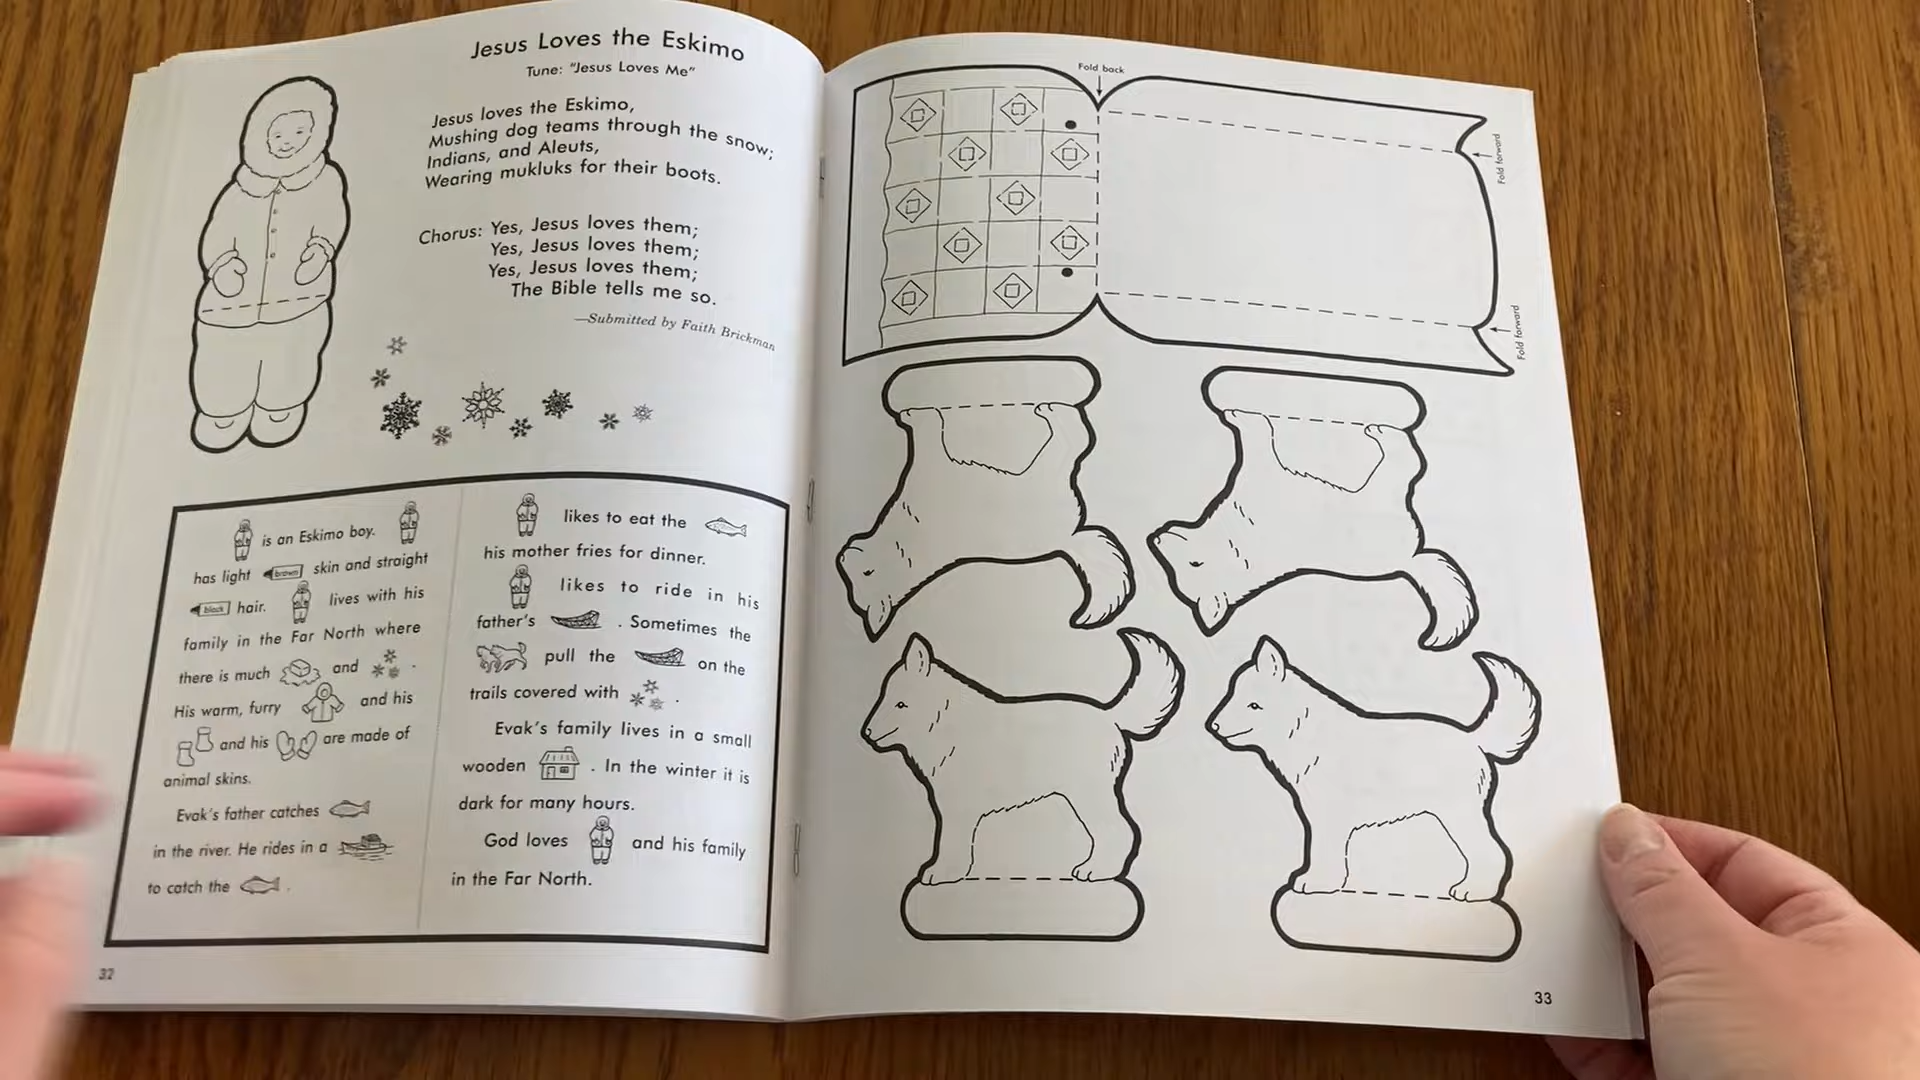 Jesus Loves the Eskimo
Tune: "Jesus Loves Me"
Jesus loves the Eskimo,
Mushing dog teams through the snow;
Indians, and Aleuts,
Wearing mukluks for their boots.
Chorus: Yes, Jesus loves them;
Yes, Jesus loves them;
Yes, Jesus loves them;
The Bible tells me so.
—Submitted by Faith Brickman
is an Eskimo boy.
has light brown skin and straight
black hair. lives with his
family in the Far North where
there is much and .
His warm, furry and his
and his are made of
animal skins.
Evak's father catches
in the river. He rides in a
to catch the .
likes to eat the
his mother fries for dinner.
likes to ride in his
father's . Sometimes the
pull the on the
trails covered with .
Evak's family lives in a small
wooden . In the winter it is
dark for many hours.
God loves and his family
in the Far North.
32
Fold back
Fold forward
Fold forward
33